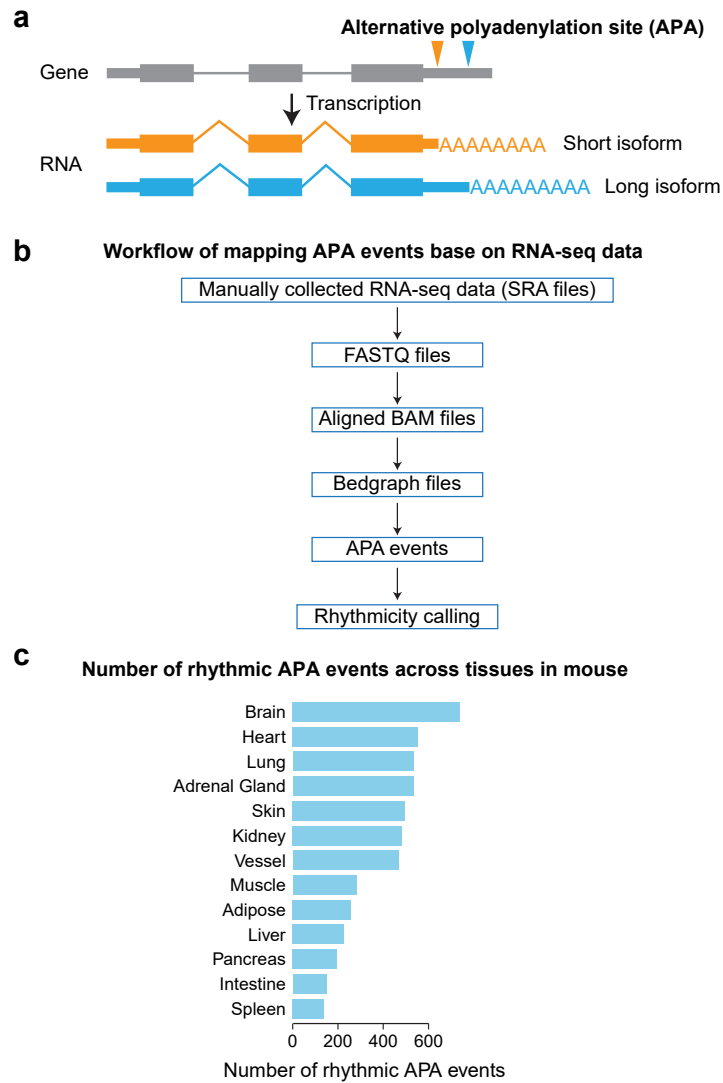 a
Alternative polyadenylation site (APA)
Gene
Transcription
AAAAAAAA Short isoform
RNA
AAAAAAAAA Long isoform
b
Workflow of mapping APA events base on RNA-seq data
Manually collected RNA-seq data (SRA files)
FASTQ files
Aligned BAM files
Bedgraph files
APA events
Rhythmicity calling
c
Number of rhythmic APA events across tissues in mouse
Brain
Heart
Lung
Adrenal Gland
Skin
Kidney
Vessel
Muscle
Adipose
Liver
Pancreas
Intestine
Spleen
0 200 400 600
Number of rhythmic APA events